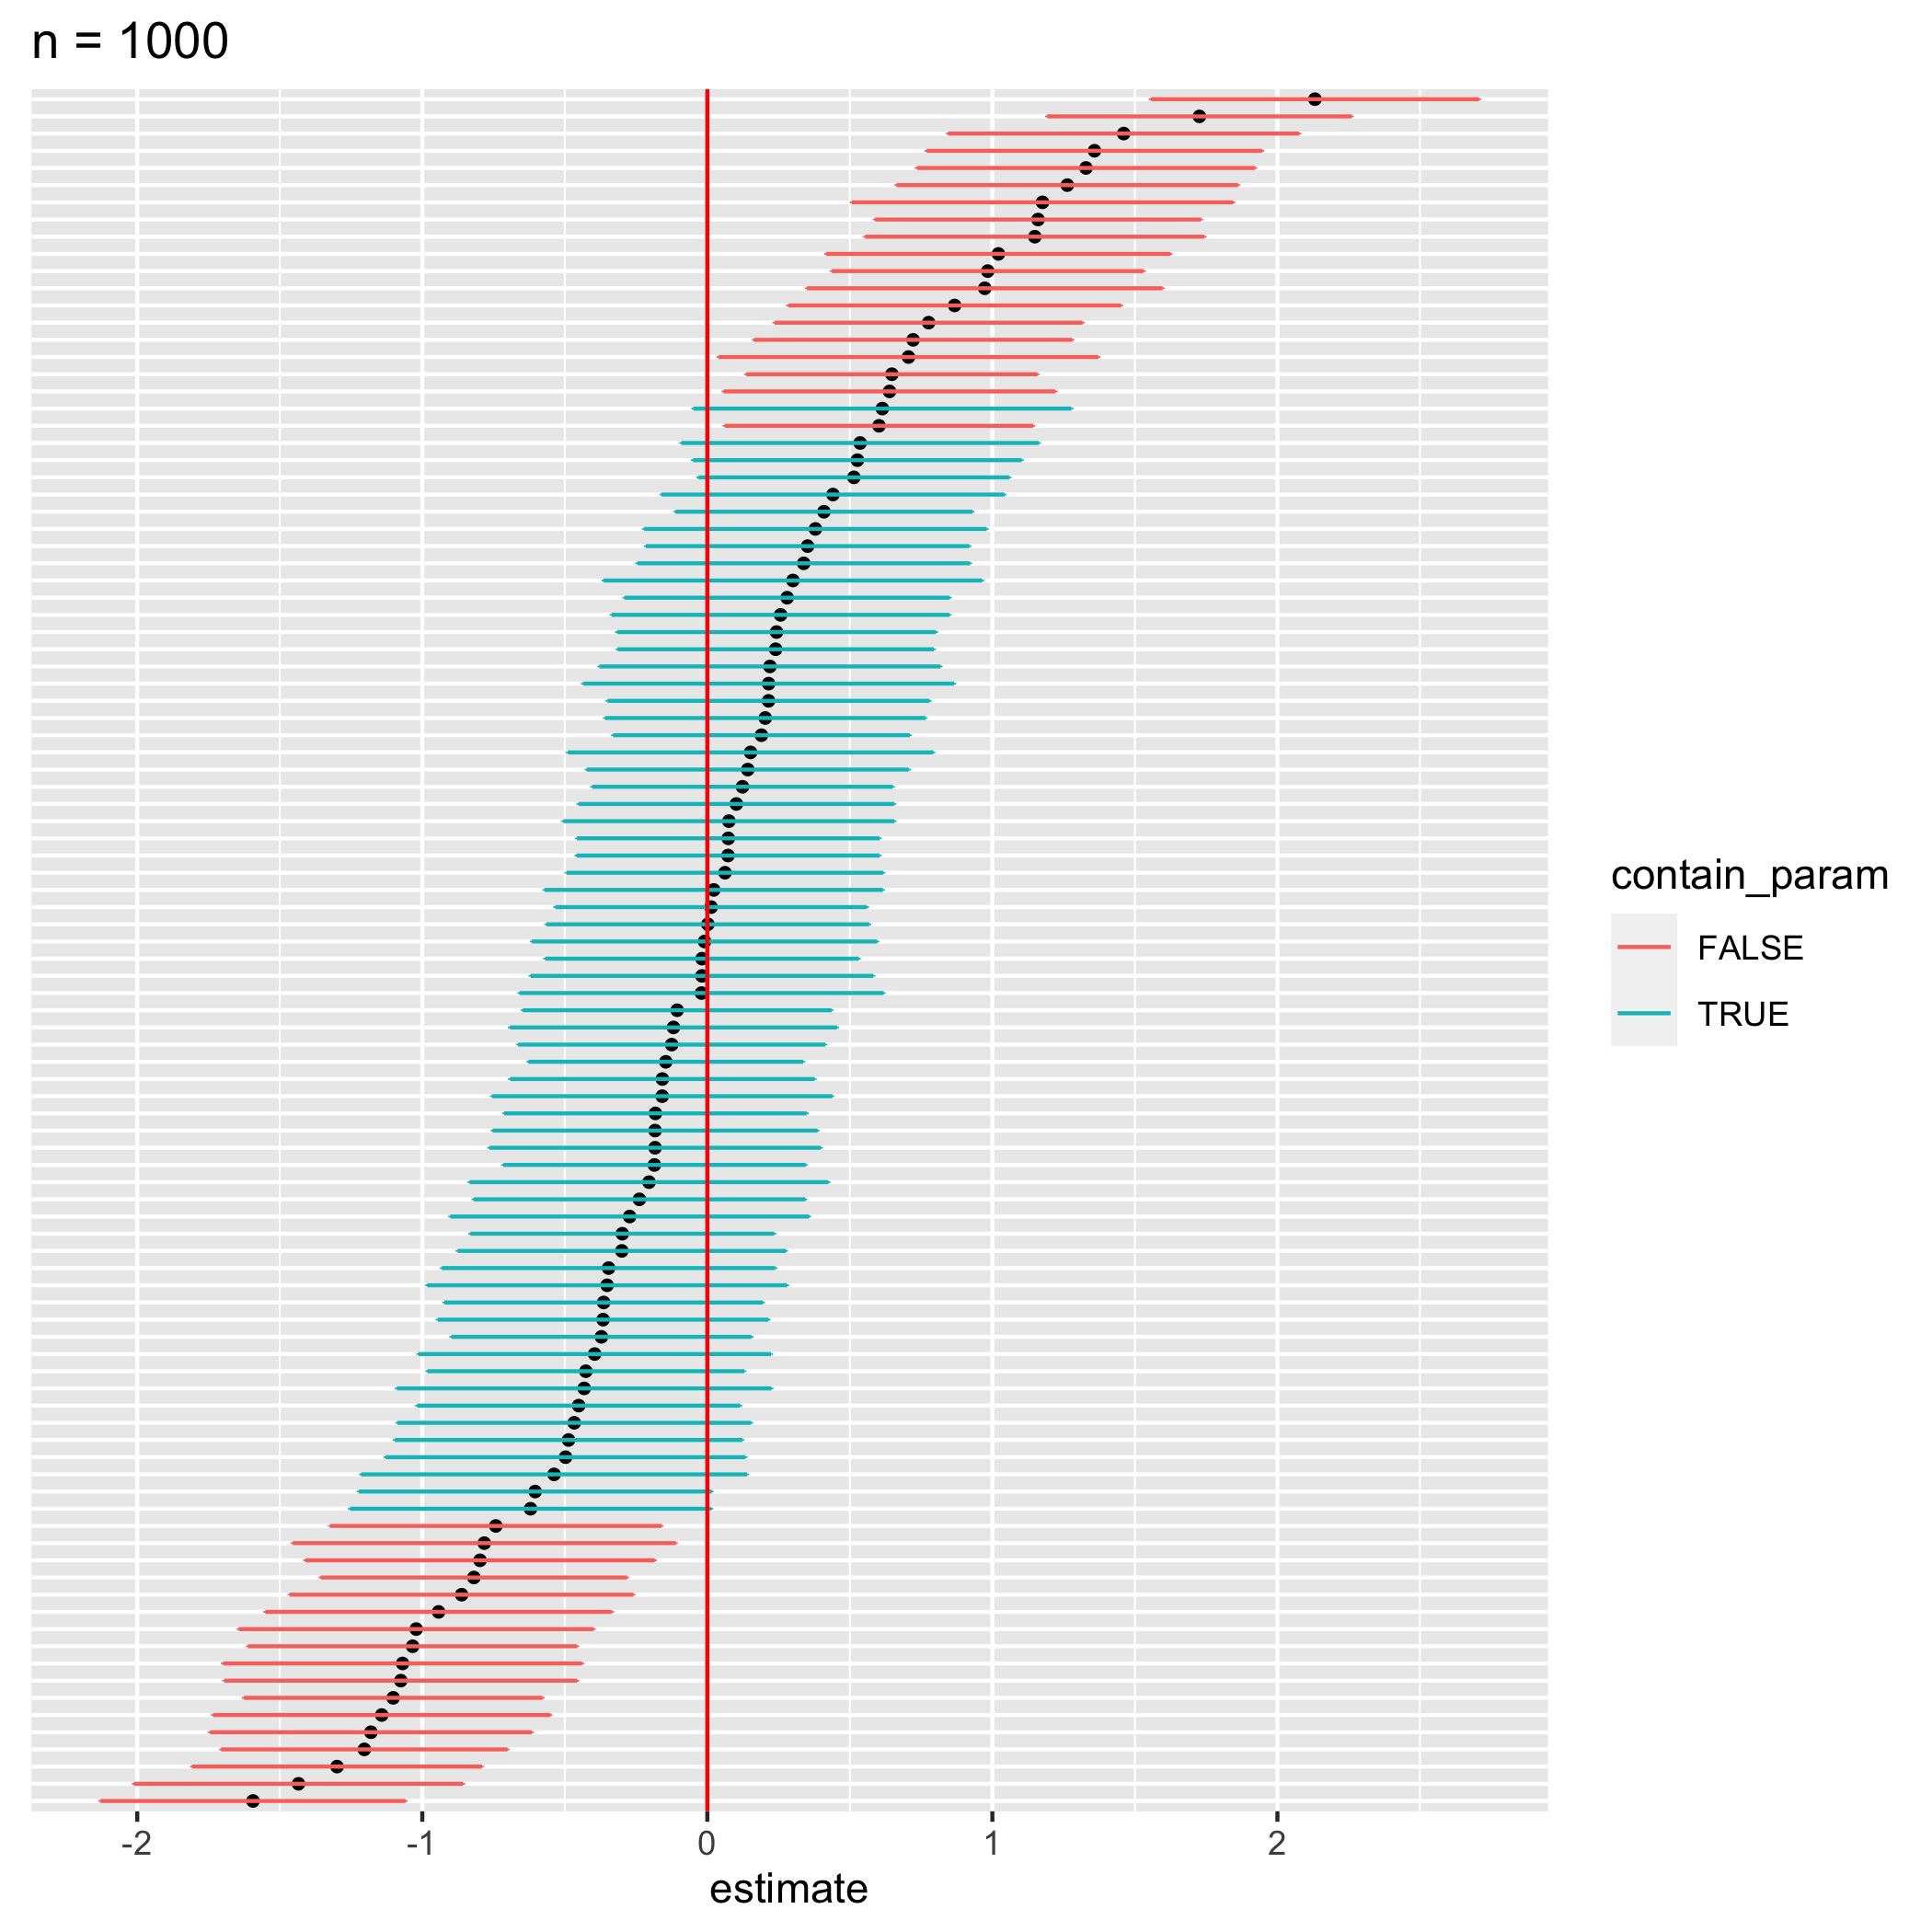 n = 1000
contain_param
FALSE
TRUE
-2 -1 0 1 2
estimate